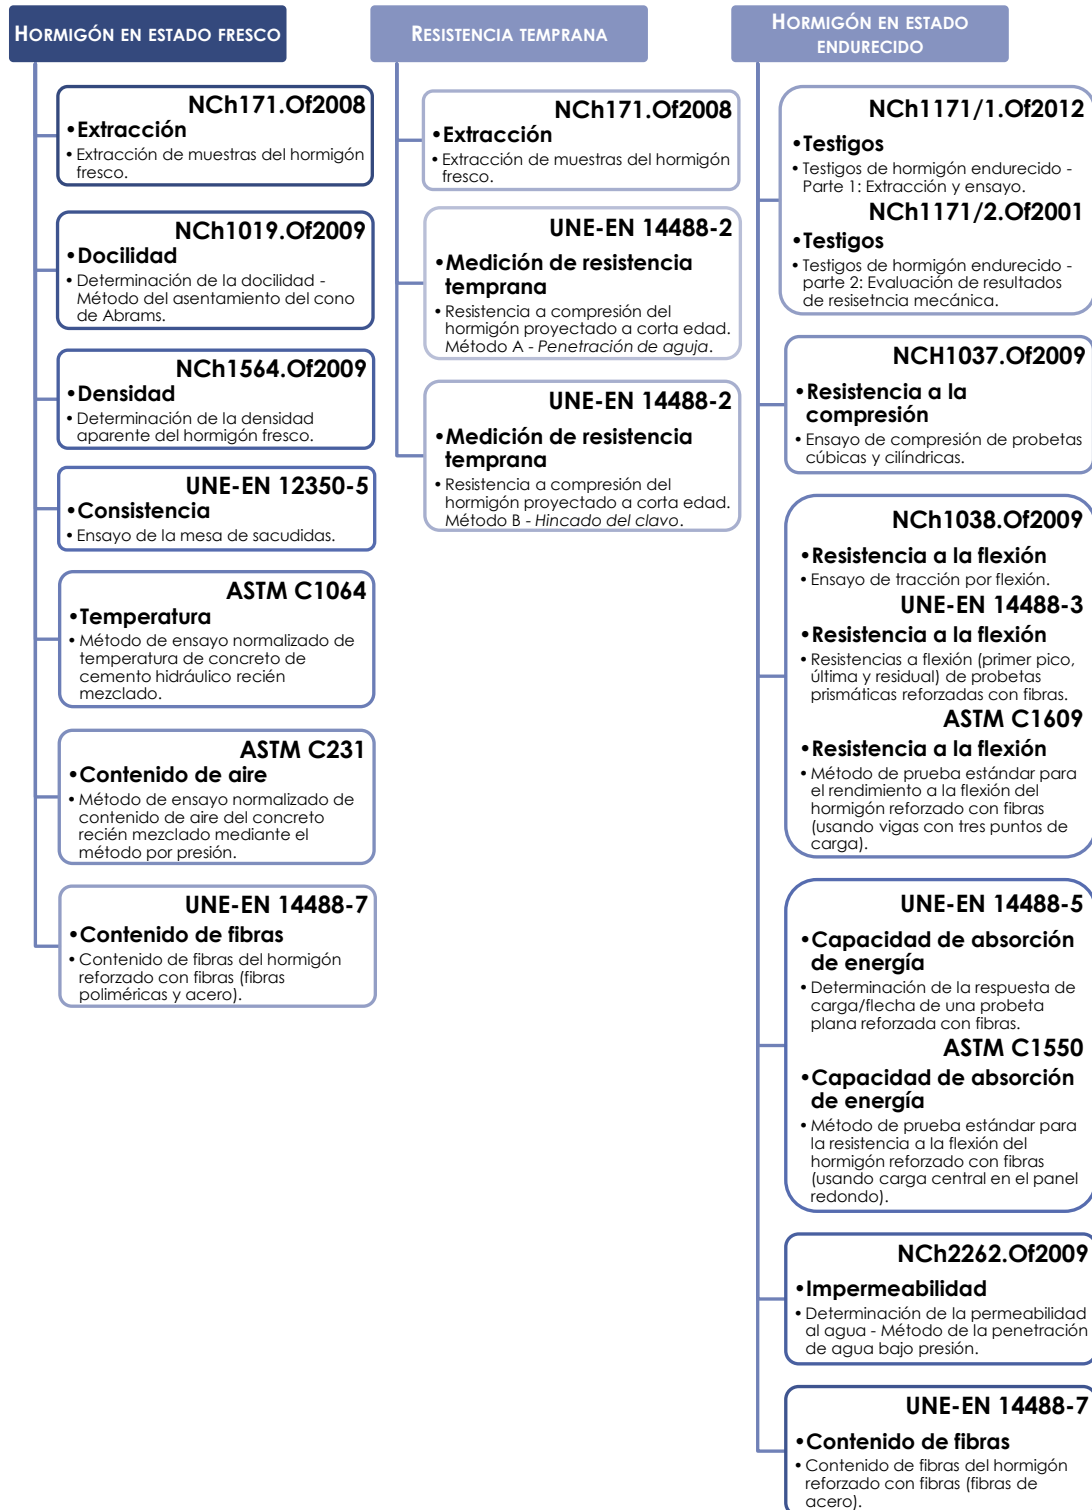 HORMIGÓN EN ESTADO FRESCO
NCh171.Of2008
•Extracción
•Extracción de muestras del hormigón
fresco.
NCh1019.Of2009
•Docilidad
•Determinación de la docilidad -
Método del asentamiento del cono
de Abrams.
NCh1564.Of2009
•Densidad
•Determinación de la densidad
aparente del hormigón fresco.
UNE-EN 12350-5
•Consistencia
•Ensayo de la mesa de sacudidas.
ASTM C1064
•Temperatura
•Método de ensayo normalizado de
temperatura de concreto de
cemento hidráulico recién
mezclado.
ASTM C231
•Contenido de aire
•Método de ensayo normalizado de
contenido de aire del concreto
recién mezclado mediante el
método por presión.
UNE-EN 14488-7
•Contenido de fibras
•Contenido de fibras del hormigón
reforzado con fibras (fibras
poliméricas y acero).
RESISTENCIA TEMPRANA
NCh171.Of2008
•Extracción
•Extracción de muestras del hormigón
fresco.
UNE-EN 14488-2
•Medición de resistencia
temprana
•Resistencia a compresión del
hormigón proyectado a corta edad.
Método A - Penetración de aguja.
UNE-EN 14488-2
•Medición de resistencia
temprana
•Resistencia a compresión del
hormigón proyectado a corta edad.
Método B - Hincado del clavo.
HORMIGÓN EN ESTADO
ENDURECIDO
NCh1171/1.Of2012
•Testigos
•Testigos de hormigón endurecido -
Parte 1: Extracción y ensayo.
NCh1171/2.Of2001
•Testigos
•Testigos de hormigón endurecido -
parte 2: Evaluación de resultados
de resisetncia mecánica.
NCH1037.Of2009
•Resistencia a la
compresión
•Ensayo de compresión de probetas
cúbicas y cilíndricas.
NCh1038.Of2009
•Resistencia a la flexión
•Ensayo de tracción por flexión.
UNE-EN 14488-3
•Resistencia a la flexión
•Resistencias a flexión (primer pico,
última y residual) de probetas
prismáticas reforzadas con fibras.
ASTM C1609
•Resistencia a la flexión
•Método de prueba estándar para
el rendimiento a la flexión del
hormigón reforzado con fibras
(usando vigas con tres puntos de
carga).
UNE-EN 14488-5
•Capacidad de absorción
de energía
•Determinación de la respuesta de
carga/flecha de una probeta
plana reforzada con fibras.
ASTM C1550
•Capacidad de absorción
de energía
•Método de prueba estándar para
la resistencia a la flexión del
hormigón reforzado con fibras
(usando carga central en el panel
redondo).
NCh2262.Of2009
•Impermeabilidad
•Determinación de la permeabilidad
al agua - Método de la penetración
de agua bajo presión.
UNE-EN 14488-7
•Contenido de fibras
•Contenido de fibras del hormigón
reforzado con fibras (fibras de
acero).